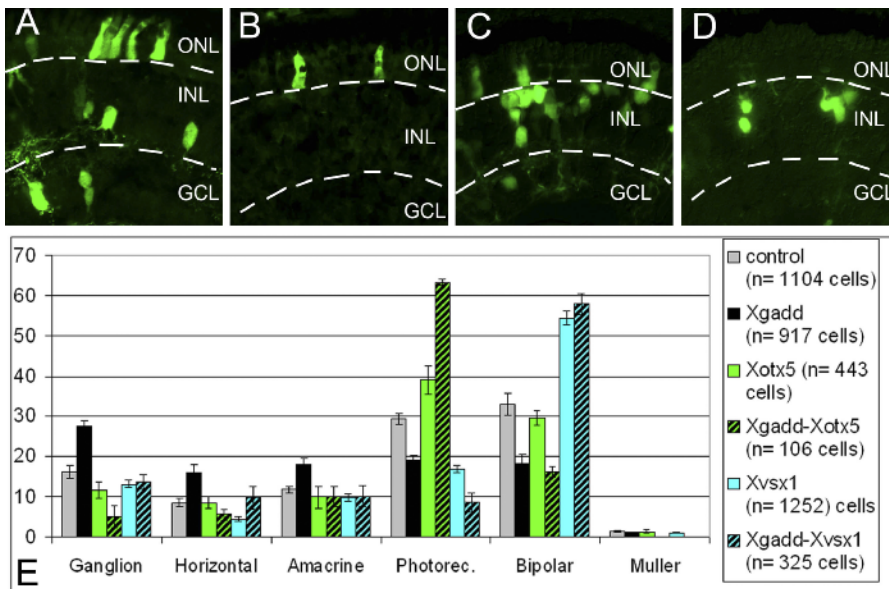 A
ONL
INL
GCL
B
ONL
INL
GCL
C
ONL
INL
GCL
D
ONL
INL
GCL
70
60
50
40
30
20
10
0
Ganglion Horizontal Amacrine Photorec. Bipolar Muller
E
control
(n= 1104 cells)
Xgadd
(n= 917 cells)
Xotx5 (n= 443
cells)
Xgadd-Xotx5
(n= 106 cells)
Xvsx1
(n= 1252) cells
Xgadd-Xvsx1
(n= 325 cells)